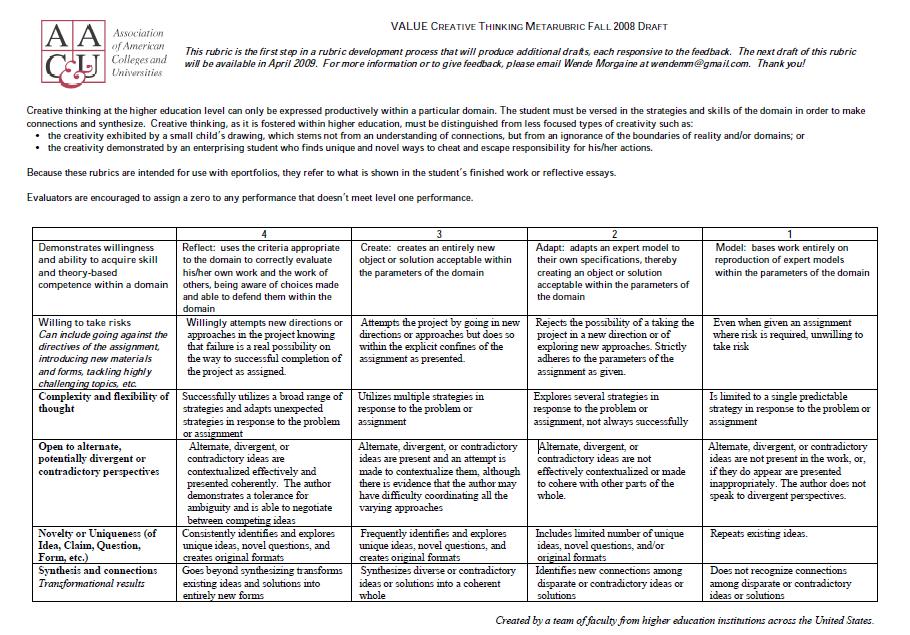 VALUE CREATIVE THINKING METARUBRIC FALL 2008 DRAFT
AA
C&U
Association
of American
Colleges and
Universities
This rubric is the first step in a rubric development process that will produce additional drafts, each responsive to the feedback. The next draft of this rubric
will be available in April 2009. For more information or to give feedback, please email Wende Morgaine at wendemm@gmail.com. Thank you!
Creative thinking at the higher education level can only be expressed productively within a particular domain. The student must be versed in the strategies and skills of the domain in order to make
connections and synthesize. Creative thinking, as it is fostered within higher education, must be distinguished from less focused types of creativity such as:
• the creativity exhibited by a small child's drawing, which stems not from an understanding of connections, but from an ignorance of the boundaries of reality and/or domains; or
• the creativity demonstrated by an enterprising student who finds unique and novel ways to cheat and escape responsibility for his/her actions.
Because these rubrics are intended for use with eportfolios, they refer to what is shown in the student's finished work or reflective essays.
Evaluators are encouraged to assign a zero to any performance that doesn't meet level one performance.
4
3
2
1
Demonstrates willingness
and ability to acquire skill
and theory-based
competence within a domain
Reflect: uses the criteria appropriate
to the domain to correctly evaluate
his/her own work and the work of
others, being aware of choices made
and able to defend them within the
domain
Create: creates an entirely new
object or solution acceptable within
the parameters of the domain
Adapt: adapts an expert model to
their own specifications, thereby
creating an object or solution
acceptable within the parameters of
the domain
Model: bases work entirely on
reproduction of expert models
within the parameters of the domain
Willing to take risks
Can include going against the
directives of the assignment,
introducing new materials
and forms, tackling highly
challenging topics, etc.
Willingly attempts new directions or
approaches in the project knowing
that failure is a real possibility on
the way to successful completion of
the project as assigned.
Attempts the project by going in new
directions or approaches but does so
within the explicit confines of the
assignment as presented.
Rejects the possibility of a taking the
project in a new direction or of
exploring new approaches. Strictly
adheres to the parameters of the
assignment as given.
Even when given an assignment
where risk is required, unwilling to
take risk
Complexity and flexibility of
thought
Successfully utilizes a broad range of
strategies and adapts unexpected
strategies in response to the problem
or assignment
Utilizes multiple strategies in
response to the problem or
assignment
Explores several strategies in
response to the problem or
assignment, not always successfully
Is limited to a single predictable
strategy in response to the problem or
assignment
Open to alternate,
potentially divergent or
contradictory perspectives
Alternate, divergent, or
contradictory ideas are
contextualized effectively and
presented coherently. The author
demonstrates a tolerance for
ambiguity and is able to negotiate
between competing ideas
Alternate, divergent, or contradictory
ideas are present and an attempt is
made to contextualize them, although
there is evidence that the author may
have difficulty coordinating all the
varying approaches
Alternate, divergent, or
contradictory ideas are not
effectively contextualized or made
to cohere with other parts of the
whole.
Alternate, divergent, or contradictory
ideas are not present in the work, or,
if they do appear are presented
inappropriately. The author does not
speak to divergent perspectives.
Novelty or Uniqueness (of
Idea, Claim, Question,
Form, etc.)
Consistently identifies and explores
unique ideas, novel questions, and
creates original formats
Frequently identifies and explores
unique ideas, novel questions, and
creates original formats
Includes limited number of unique
ideas, novel questions, and/or
original formats
Repeats existing ideas.
Synthesis and connections
Transformational results
Goes beyond synthesizing transforms
existing ideas and solutions into
entirely new forms
Synthesizes diverse or contradictory
ideas or solutions into a coherent
whole
Identifies new connections among
disparate or contradictory ideas or
solutions
Does not recognize connections
among disparate or contradictory
ideas or solutions
Created by a team of faculty from higher education institutions across the United States.